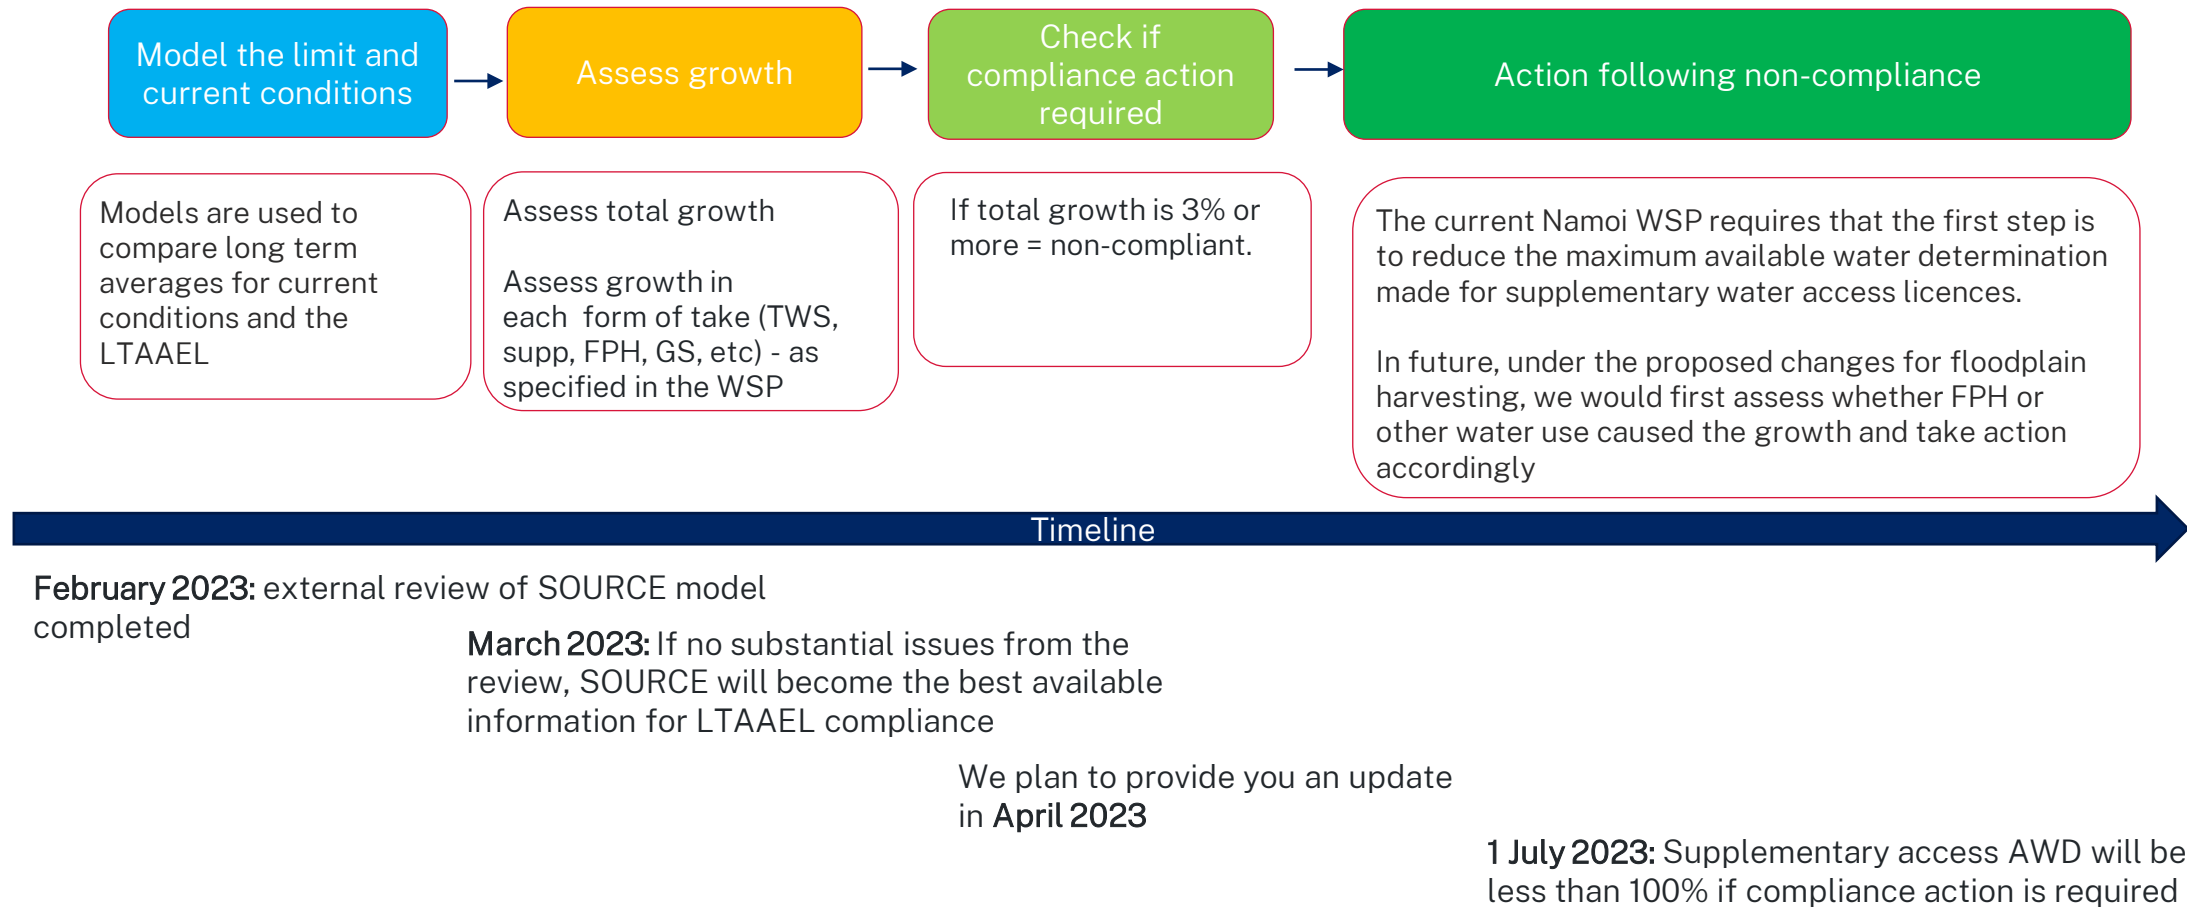 Model the limit and
current conditions
Assess growth
Check if
compliance action
required
Action following non-compliance
Models are used to
compare long term
averages for current
conditions and the
LTAAEL
Assess total growth
Assess growth in
each  form of take (TWS,
supp, FPH, GS, etc) - as
specified in the WSP
If total growth is 3% or
more = non-compliant.
The current Namoi WSP requires that the first step is
to reduce the maximum available water determination
made for supplementary water access licences.
In future, under the proposed changes for floodplain
harvesting, we would first assess whether FPH or
other water use caused the growth and take action
accordingly
Timeline
February 2023: external review of SOURCE model
completed
March 2023: If no substantial issues from the
review, SOURCE will become the best available
information for LTAAEL compliance
We plan to provide you an update
in April 2023
1 July 2023: Supplementary access AWD will be
less than 100% if compliance action is required